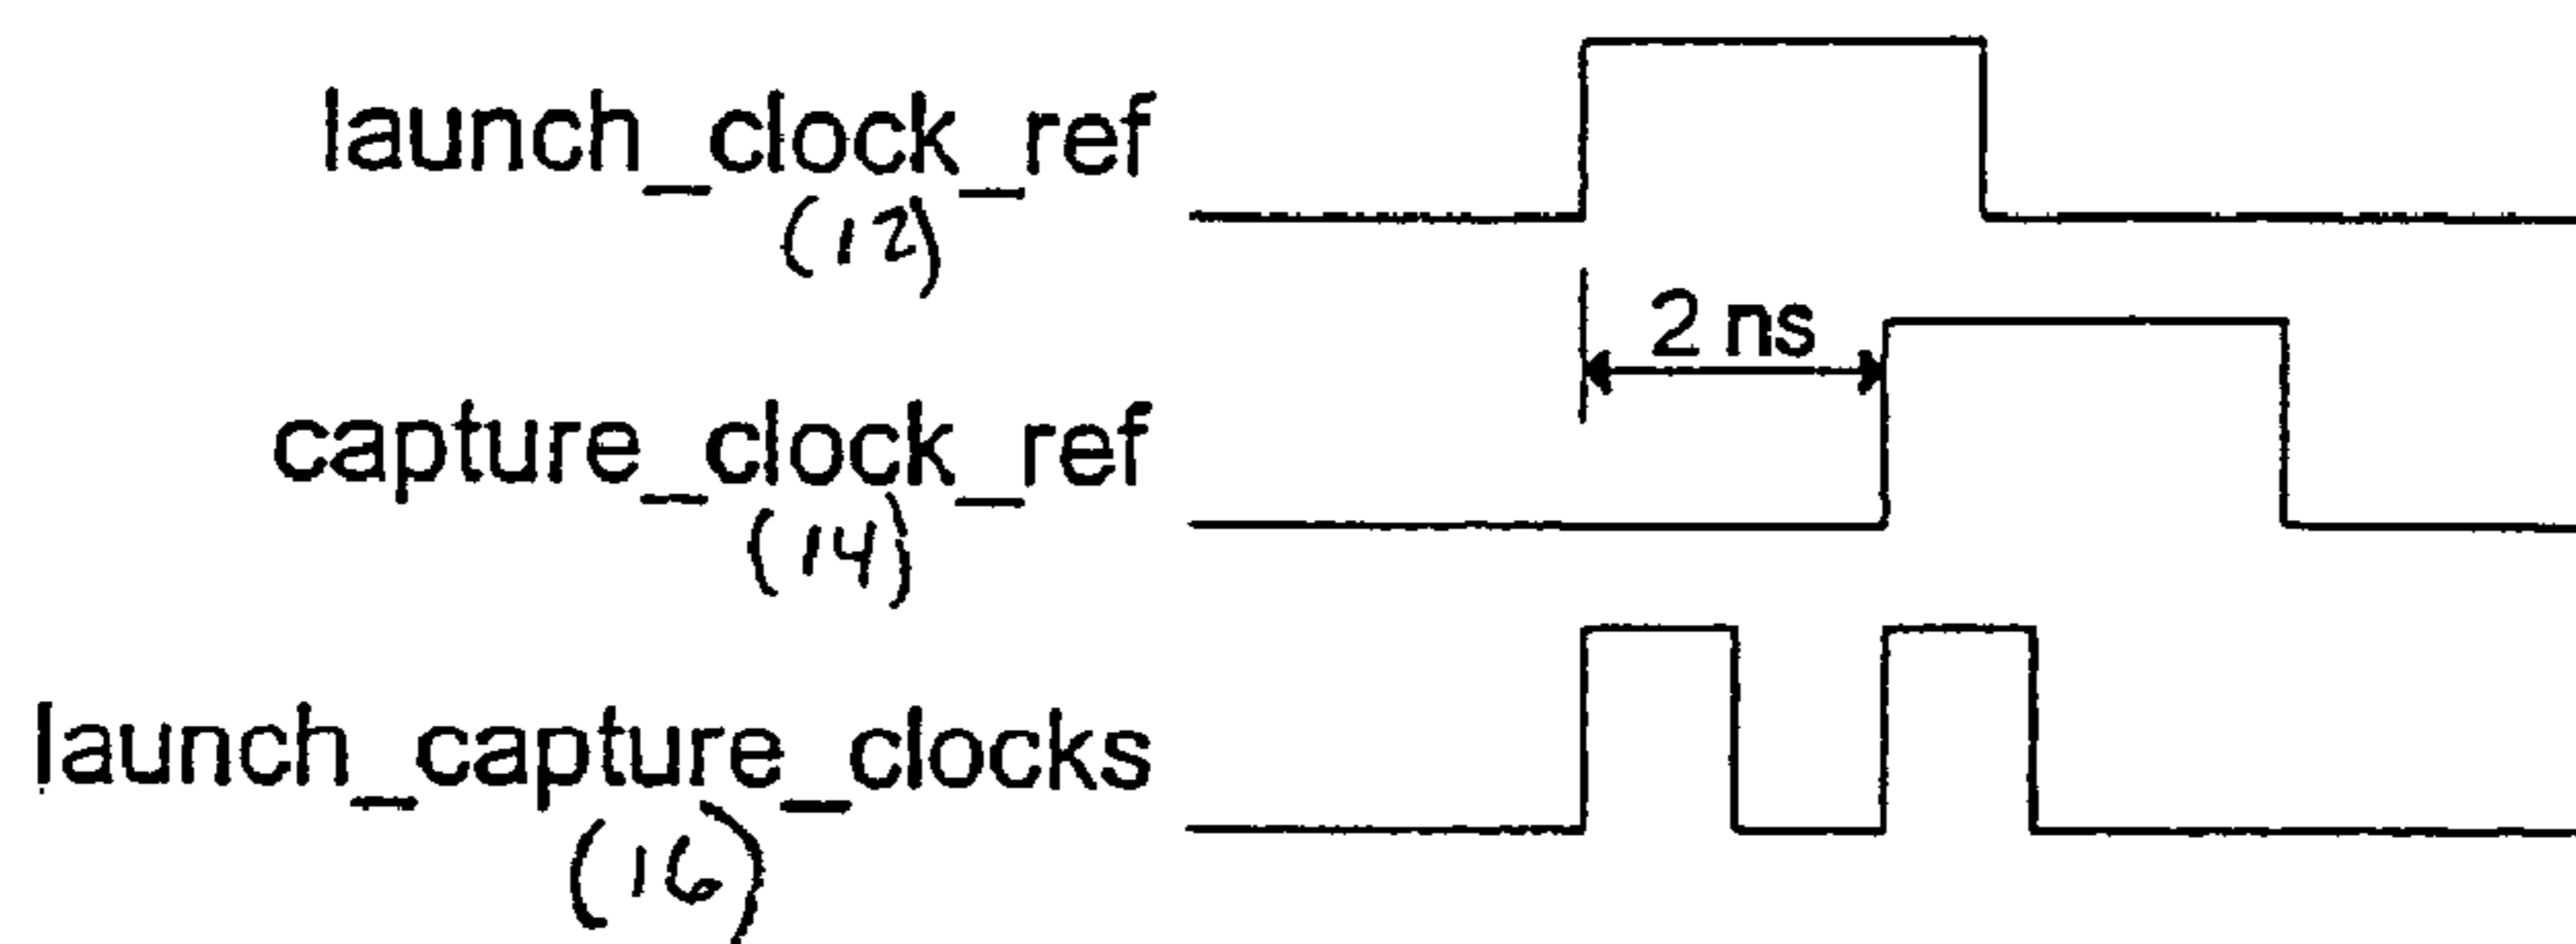 launch_clock_ref
(12)
2 ns
capture_clock_ref
(14)
launch_capture_clocks
(16)